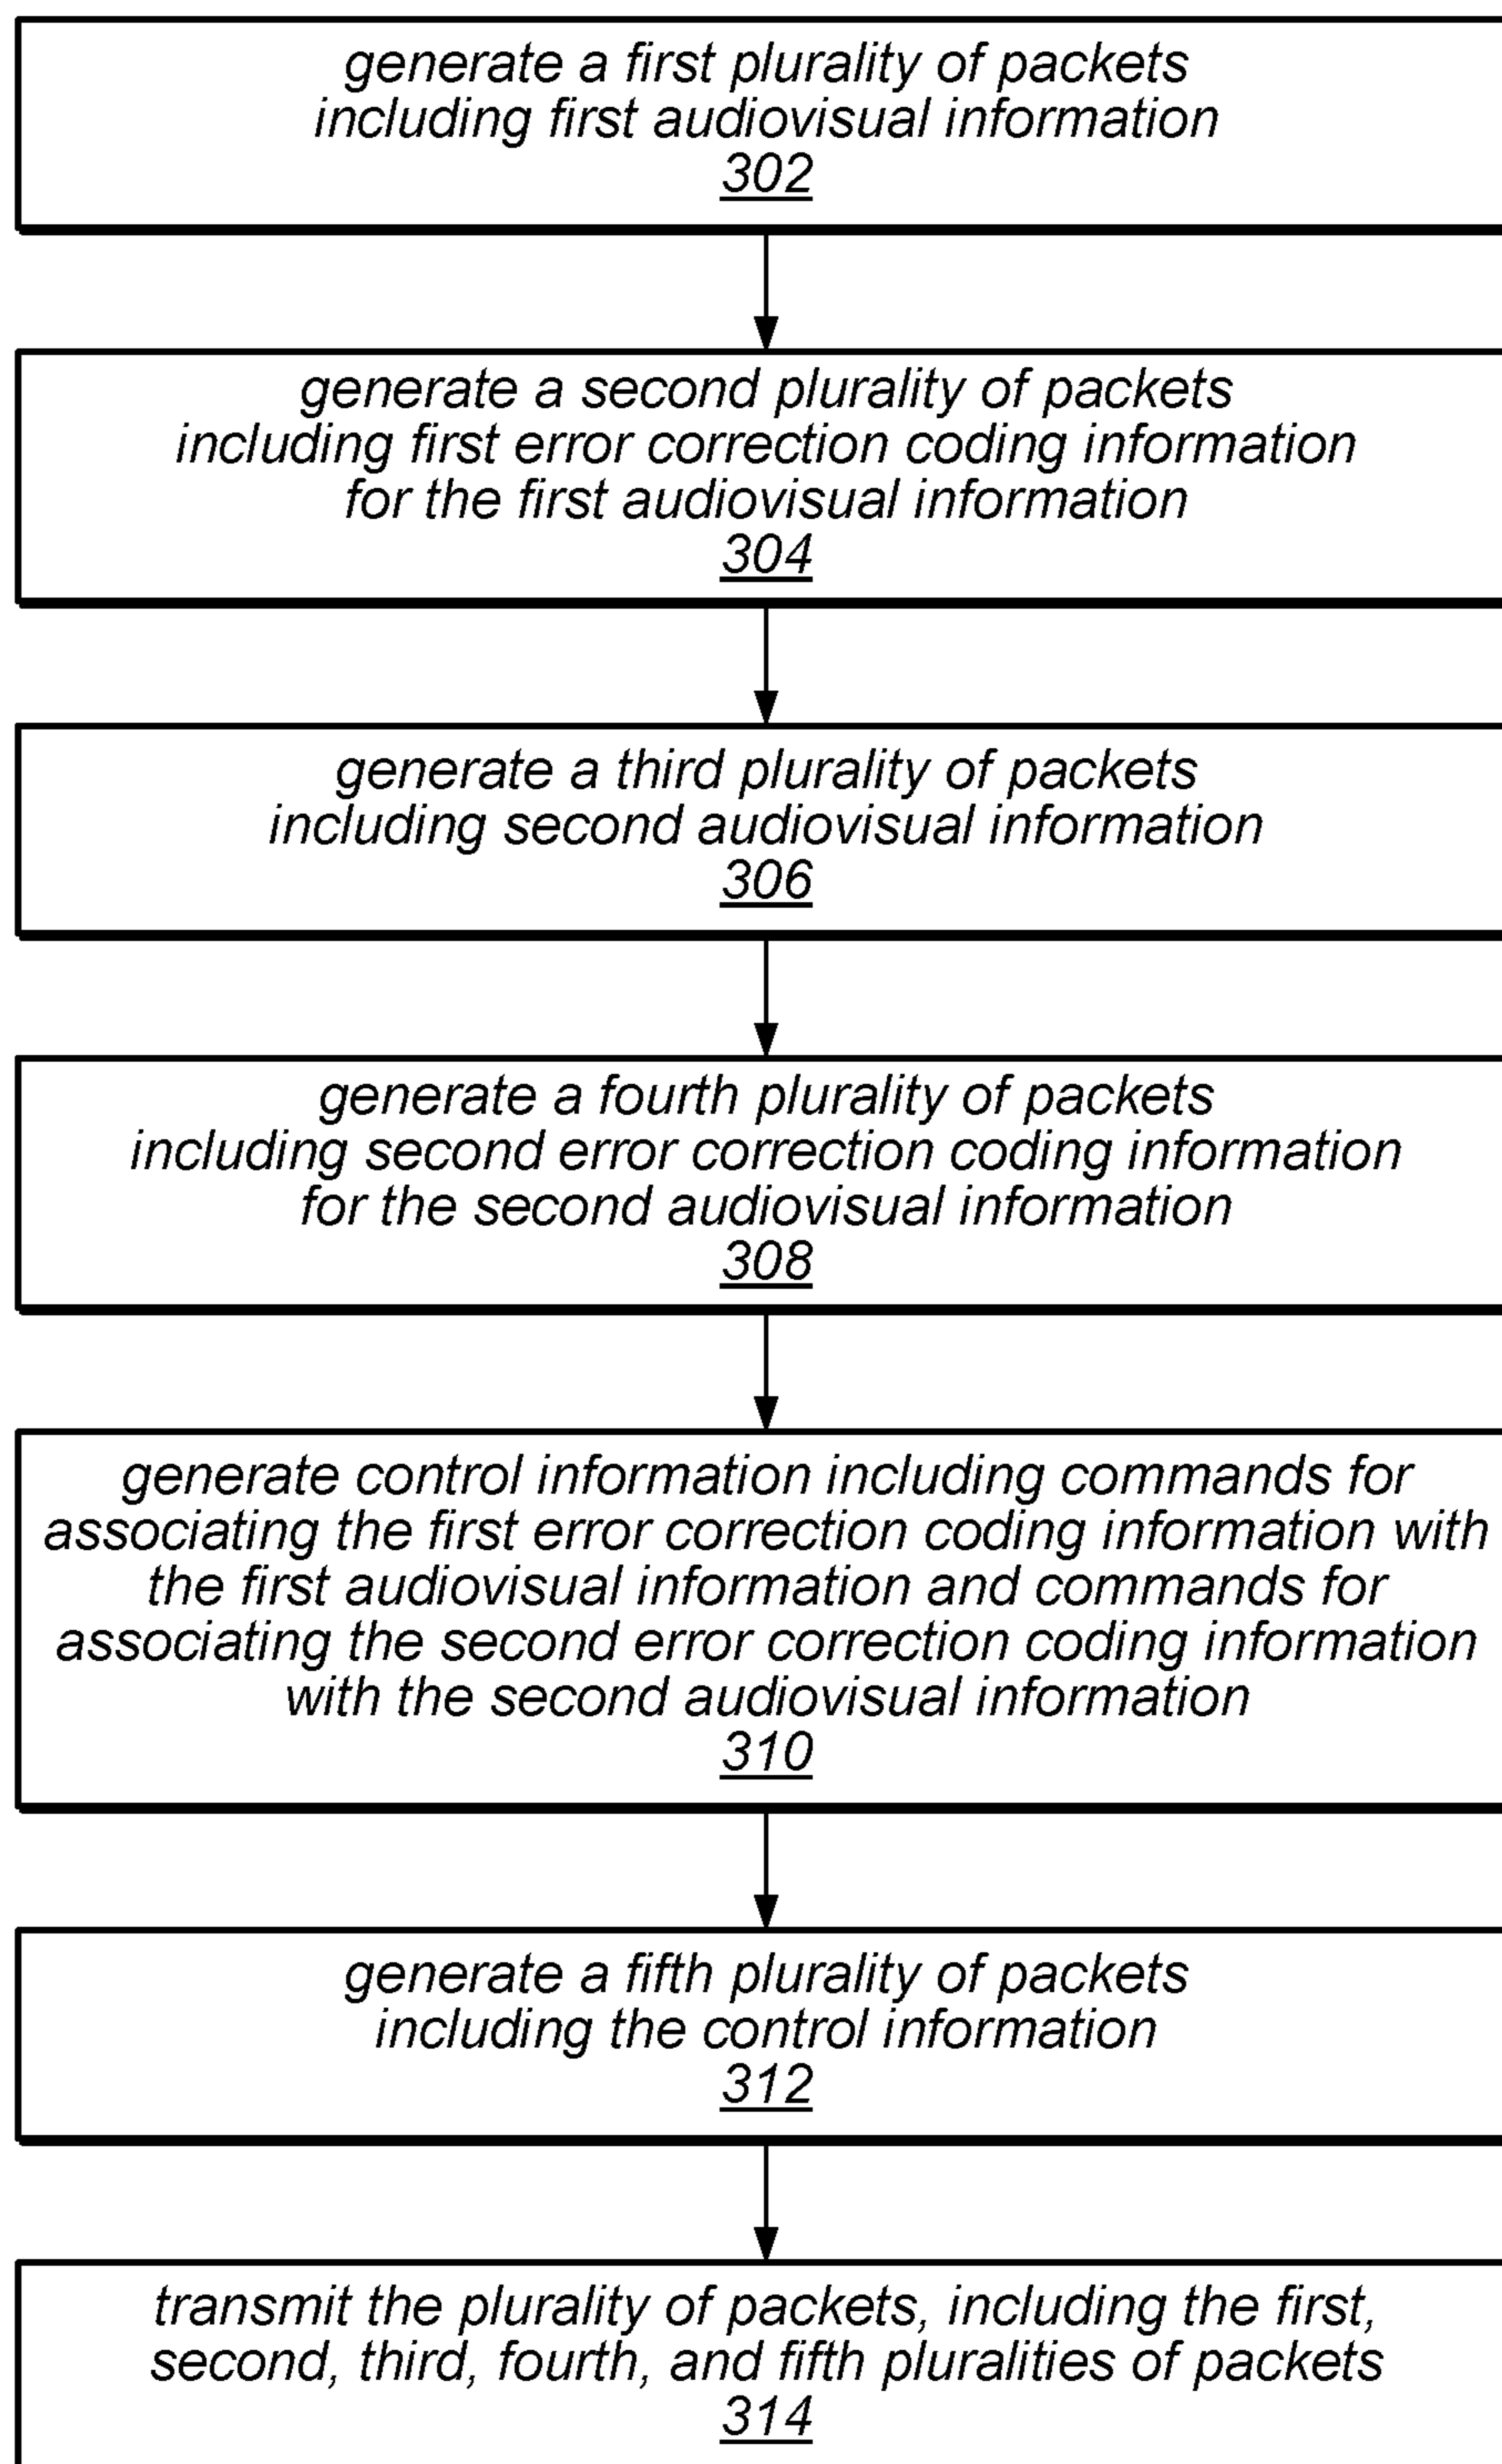 generate a first plurality of packets
including first audiovisual information
302
generate a second plurality of packets
including first error correction coding information
for the first audiovisual information
304
generate a third plurality of packets
including second audiovisual information
306
generate a fourth plurality of packets
including second error correction coding information
for the second audiovisual information
308
generate control information including commands for
associating the first error correction coding information with
the first audiovisual information and commands for
associating the second error correction coding information
with the second audiovisual information
310
generate a fifth plurality of packets
including the control information
312
transmit the plurality of packets, including the first,
second, third, fourth, and fifth pluralities of packets
314